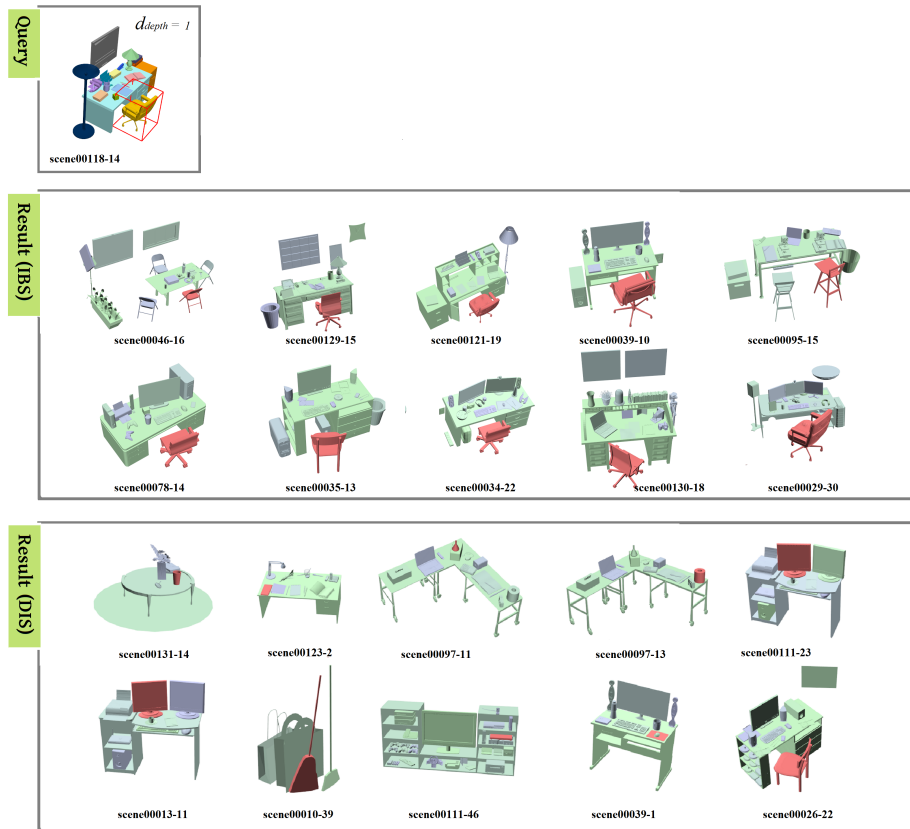 Query
d_depth = 1
scene00118-14
Result (IBS)
scene00046-16
scene00129-15
scene00121-19
scene00039-10
scene00095-15
scene00078-14
scene00035-13
scene00034-22
scene00130-18
scene00029-30
Result (DIS)
scene00131-14
scene00123-2
scene00097-11
scene00097-13
scene00111-23
scene00013-11
scene00010-39
scene00111-46
scene00039-1
scene00026-22